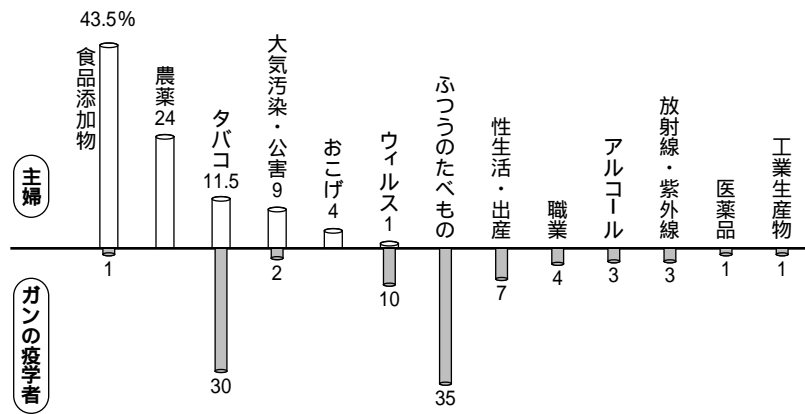 43.5%
食品添加物
農薬
24
タバコ
11.5
大気汚染・公害
9
おこげ
4
ウィルス
1
ふつうのたべもの
性生活・出産
職業
アルコール
放射線・紫外線
医薬品
工業生産物
主婦
1
30
2
10
35
7
4
3
3
1
1
ガンの疫学者